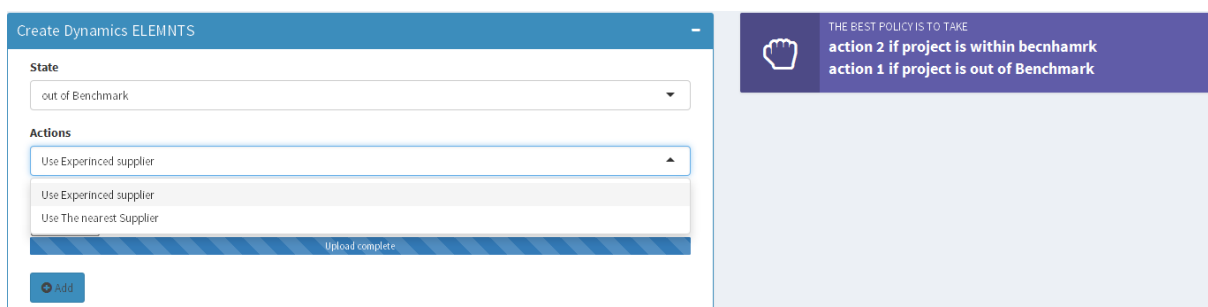 Create Dynamics ELEMNTS
State
out of Benchmark
Actions
Use Experinced supplier
Use Experinced supplier
Use The nearest Supplier
Upload complete
Add
THE BEST POLICY IS TO TAKE
action 2 if project is within becnhamrk
action 1 if project is out of Benchmark